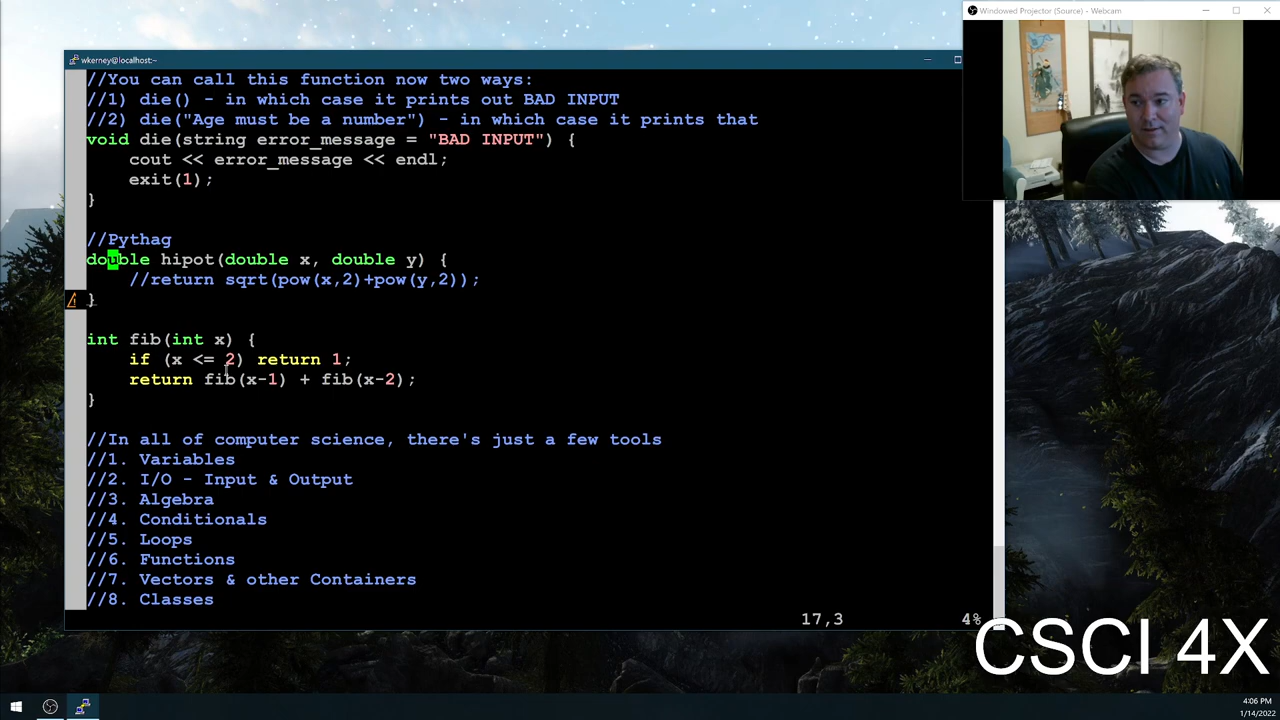 Windowed Projector (Source) - Webcam
wkerney@localhost:~
//You can call this function now two ways:
//1) die() - in which case it prints out BAD INPUT
//2) die("Age must be a number") - in which case it prints that
void die(string error_message = "BAD INPUT") {
    cout << error_message << endl;
    exit(1);
}
//Pythag
double hipot(double x, double y) {
    //return sqrt(pow(x,2)+pow(y,2));
}
int fib(int x) {
    if (x <= 2) return 1;
    return fib(x-1) + fib(x-2);
}
//In all of computer science, there's just a few tools
//1. Variables
//2. I/O - Input & Output
//3. Algebra
//4. Conditionals
//5. Loops
//6. Functions
//7. Vectors & other Containers
//8. Classes
17,3 4%
CSCI 4X
4:06 PM
1/14/2022